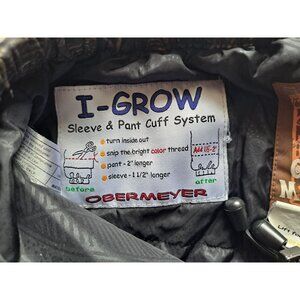 I-GROW
Sleeve & Pant Cuff System
turn inside out
snip the bright color thread
pant - 2" longer
sleeve - 1 1/2" longer
before
after
OBERMEYER